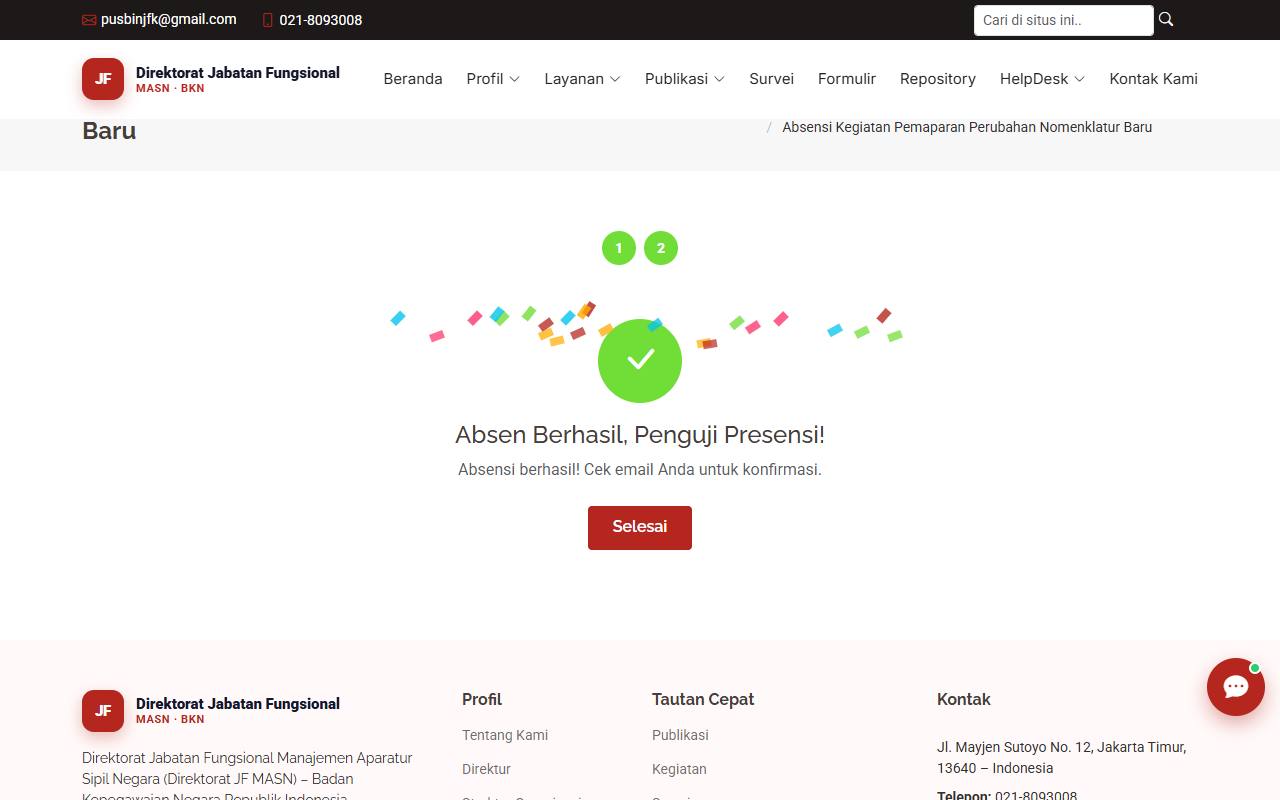 pusbinjfk@gmail.com
021-8093008
Cari di situs ini..
JF
Direktorat Jabatan Fungsional
MASN · BKN
Beranda
Profil
Layanan
Publikasi
Survei
Formulir
Repository
HelpDesk
Kontak Kami
Baru
/ Absensi Kegiatan Pemaparan Perubahan Nomenklatur Baru
1
2
Absen Berhasil, Penguji Presensi!
Absensi berhasil! Cek email Anda untuk konfirmasi.
Selesai
JF
Direktorat Jabatan Fungsional
MASN · BKN
Direktorat Jabatan Fungsional Manajemen Aparatur
Sipil Negara (Direktorat JF MASN) – Badan
Kepegawaian Negara Republik Indonesia
Profil
Tentang Kami
Direktur
Tautan Cepat
Publikasi
Kegiatan
Kontak
Jl. Mayjen Sutoyo No. 12, Jakarta Timur,
13640 – Indonesia
Telepon: 021-8093008